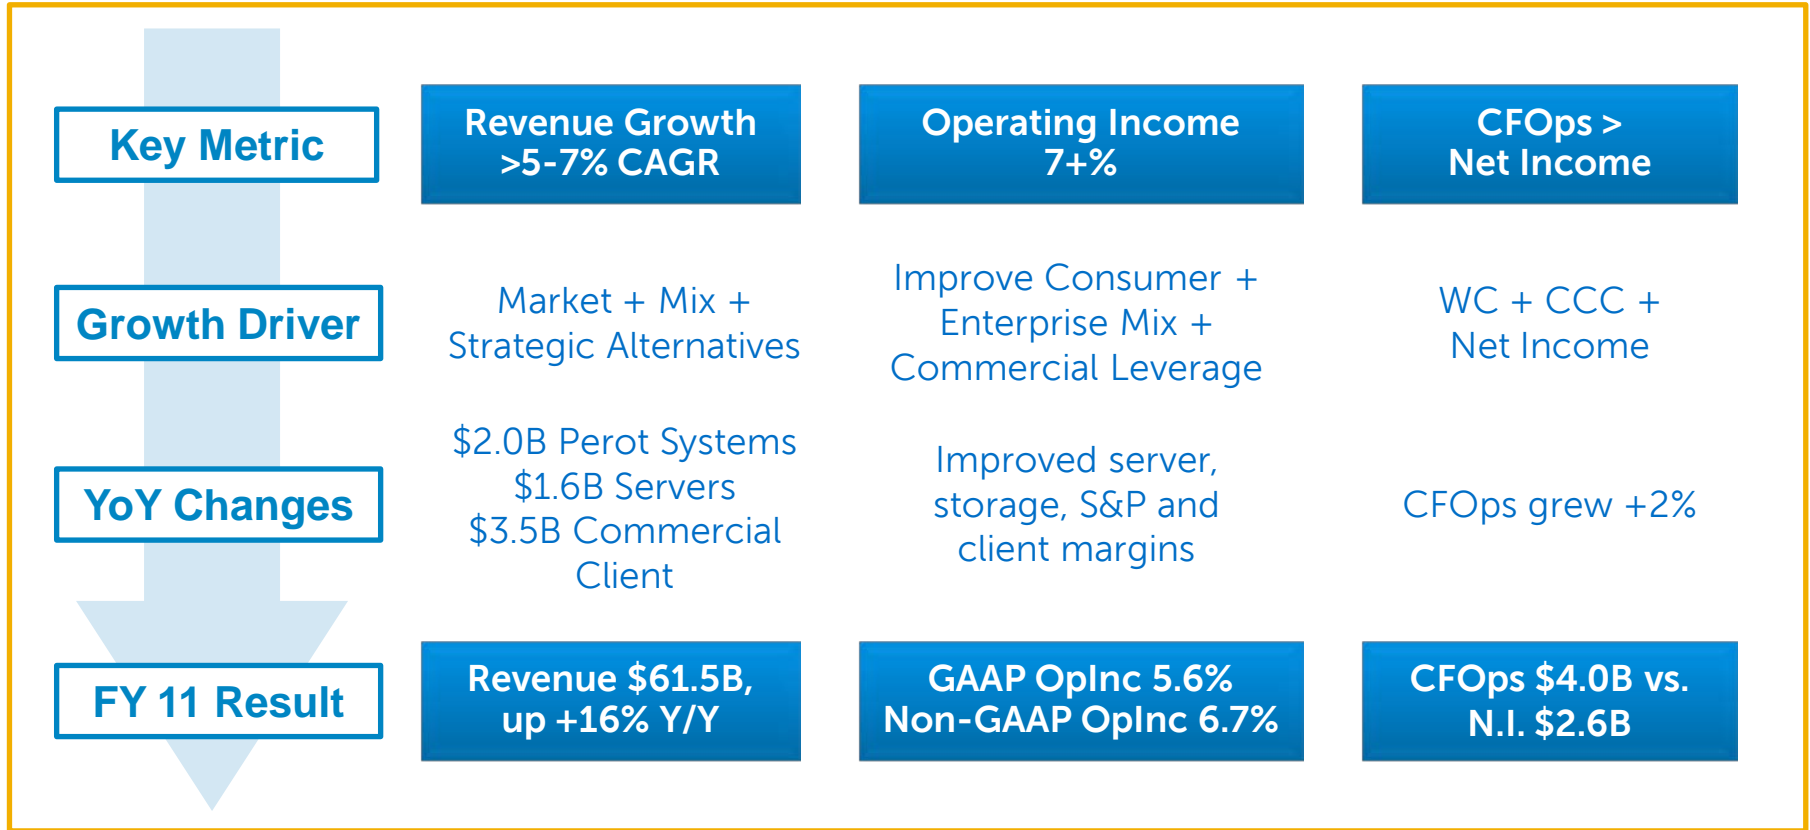 Key Metric
Revenue Growth
>5-7% CAGR
Operating Income
7+%
CFOps >
Net Income
Growth Driver
Market + Mix +
Strategic Alternatives
Improve Consumer +
Enterprise Mix +
Commercial Leverage
WC + CCC +
Net Income
YoY Changes
$2.0B Perot Systems
$1.6B Servers
$3.5B Commercial
Client
Improved server,
storage, S&P and
client margins
CFOps grew +2%
FY 11 Result
Revenue $61.5B,
up +16% Y/Y
GAAP OpInc 5.6%
Non-GAAP OpInc 6.7%
CFOps $4.0B vs.
N.I. $2.6B